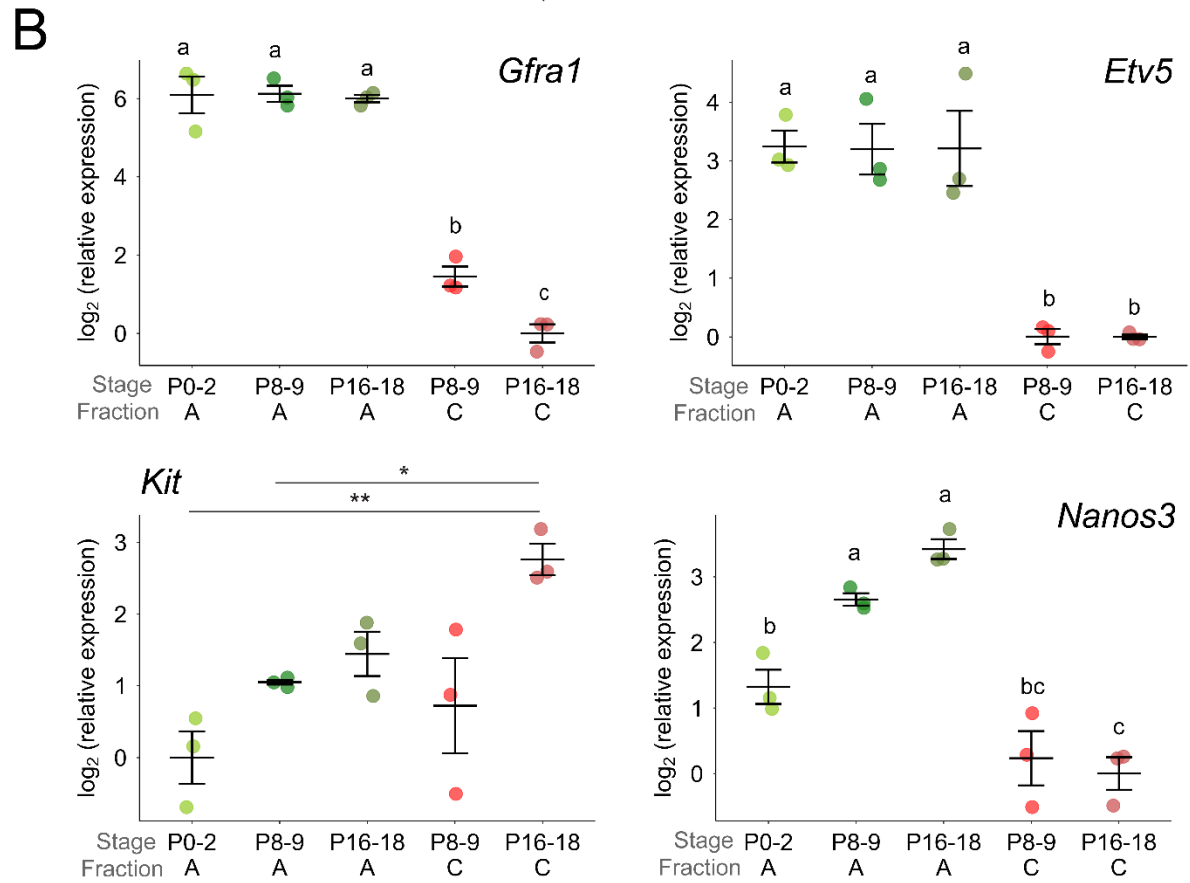 B
Gfra1
a a a b c
log₂ (relative expression)
6
4
2
0
Stage P0-2 P8-9 P16-18 P8-9 P16-18
Fraction A A A C C
Etv5
a a a b b
log₂ (relative expression)
4
3
2
1
0
Stage P0-2 P8-9 P16-18 P8-9 P16-18
Fraction A A A C C
Kit
*
**
log₂ (relative expression)
3
2
1
0
Stage P0-2 P8-9 P16-18 P8-9 P16-18
Fraction A A A C C
Nanos3
b a a bc c
log₂ (relative expression)
3
2
1
0
Stage P0-2 P8-9 P16-18 P8-9 P16-18
Fraction A A A C C